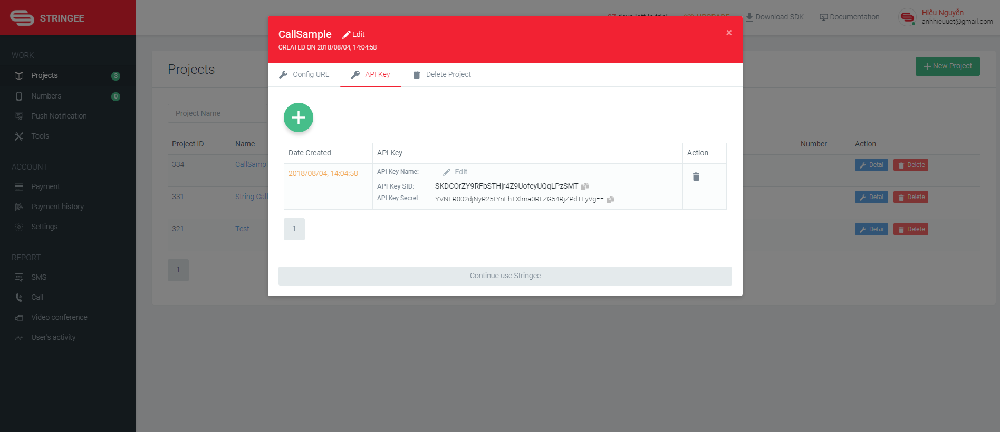 STRINGEE
Download SDK
Documentation
Hiệu Nguyễn
anhhieuuet@gmail.com
WORK
Projects 3
Numbers 0
Push Notification
Tools
ACCOUNT
Payment
Payment history
Settings
REPORT
SMS
Call
Video conference
User's activity
Projects
New Project
Project Name
Project ID Name Number Action
334 CallSampl Detail Delete
331 String Call Detail Delete
321 Test Detail Delete
1
CallSample Edit
CREATED ON 2018/08/04, 14:04:58
×
Config URL API Key Delete Project
Date Created API Key Action
2018/08/04, 14:04:58
API Key Name: Edit
API Key SID: SKDCOrZY9RFbSTHjr4Z9UofeyUQqLPzSMT
API Key Secret: YVNFR002djNyR25LYnFhTXlma0RLZG54RjZPdTFyVg==
1
Continue use Stringee